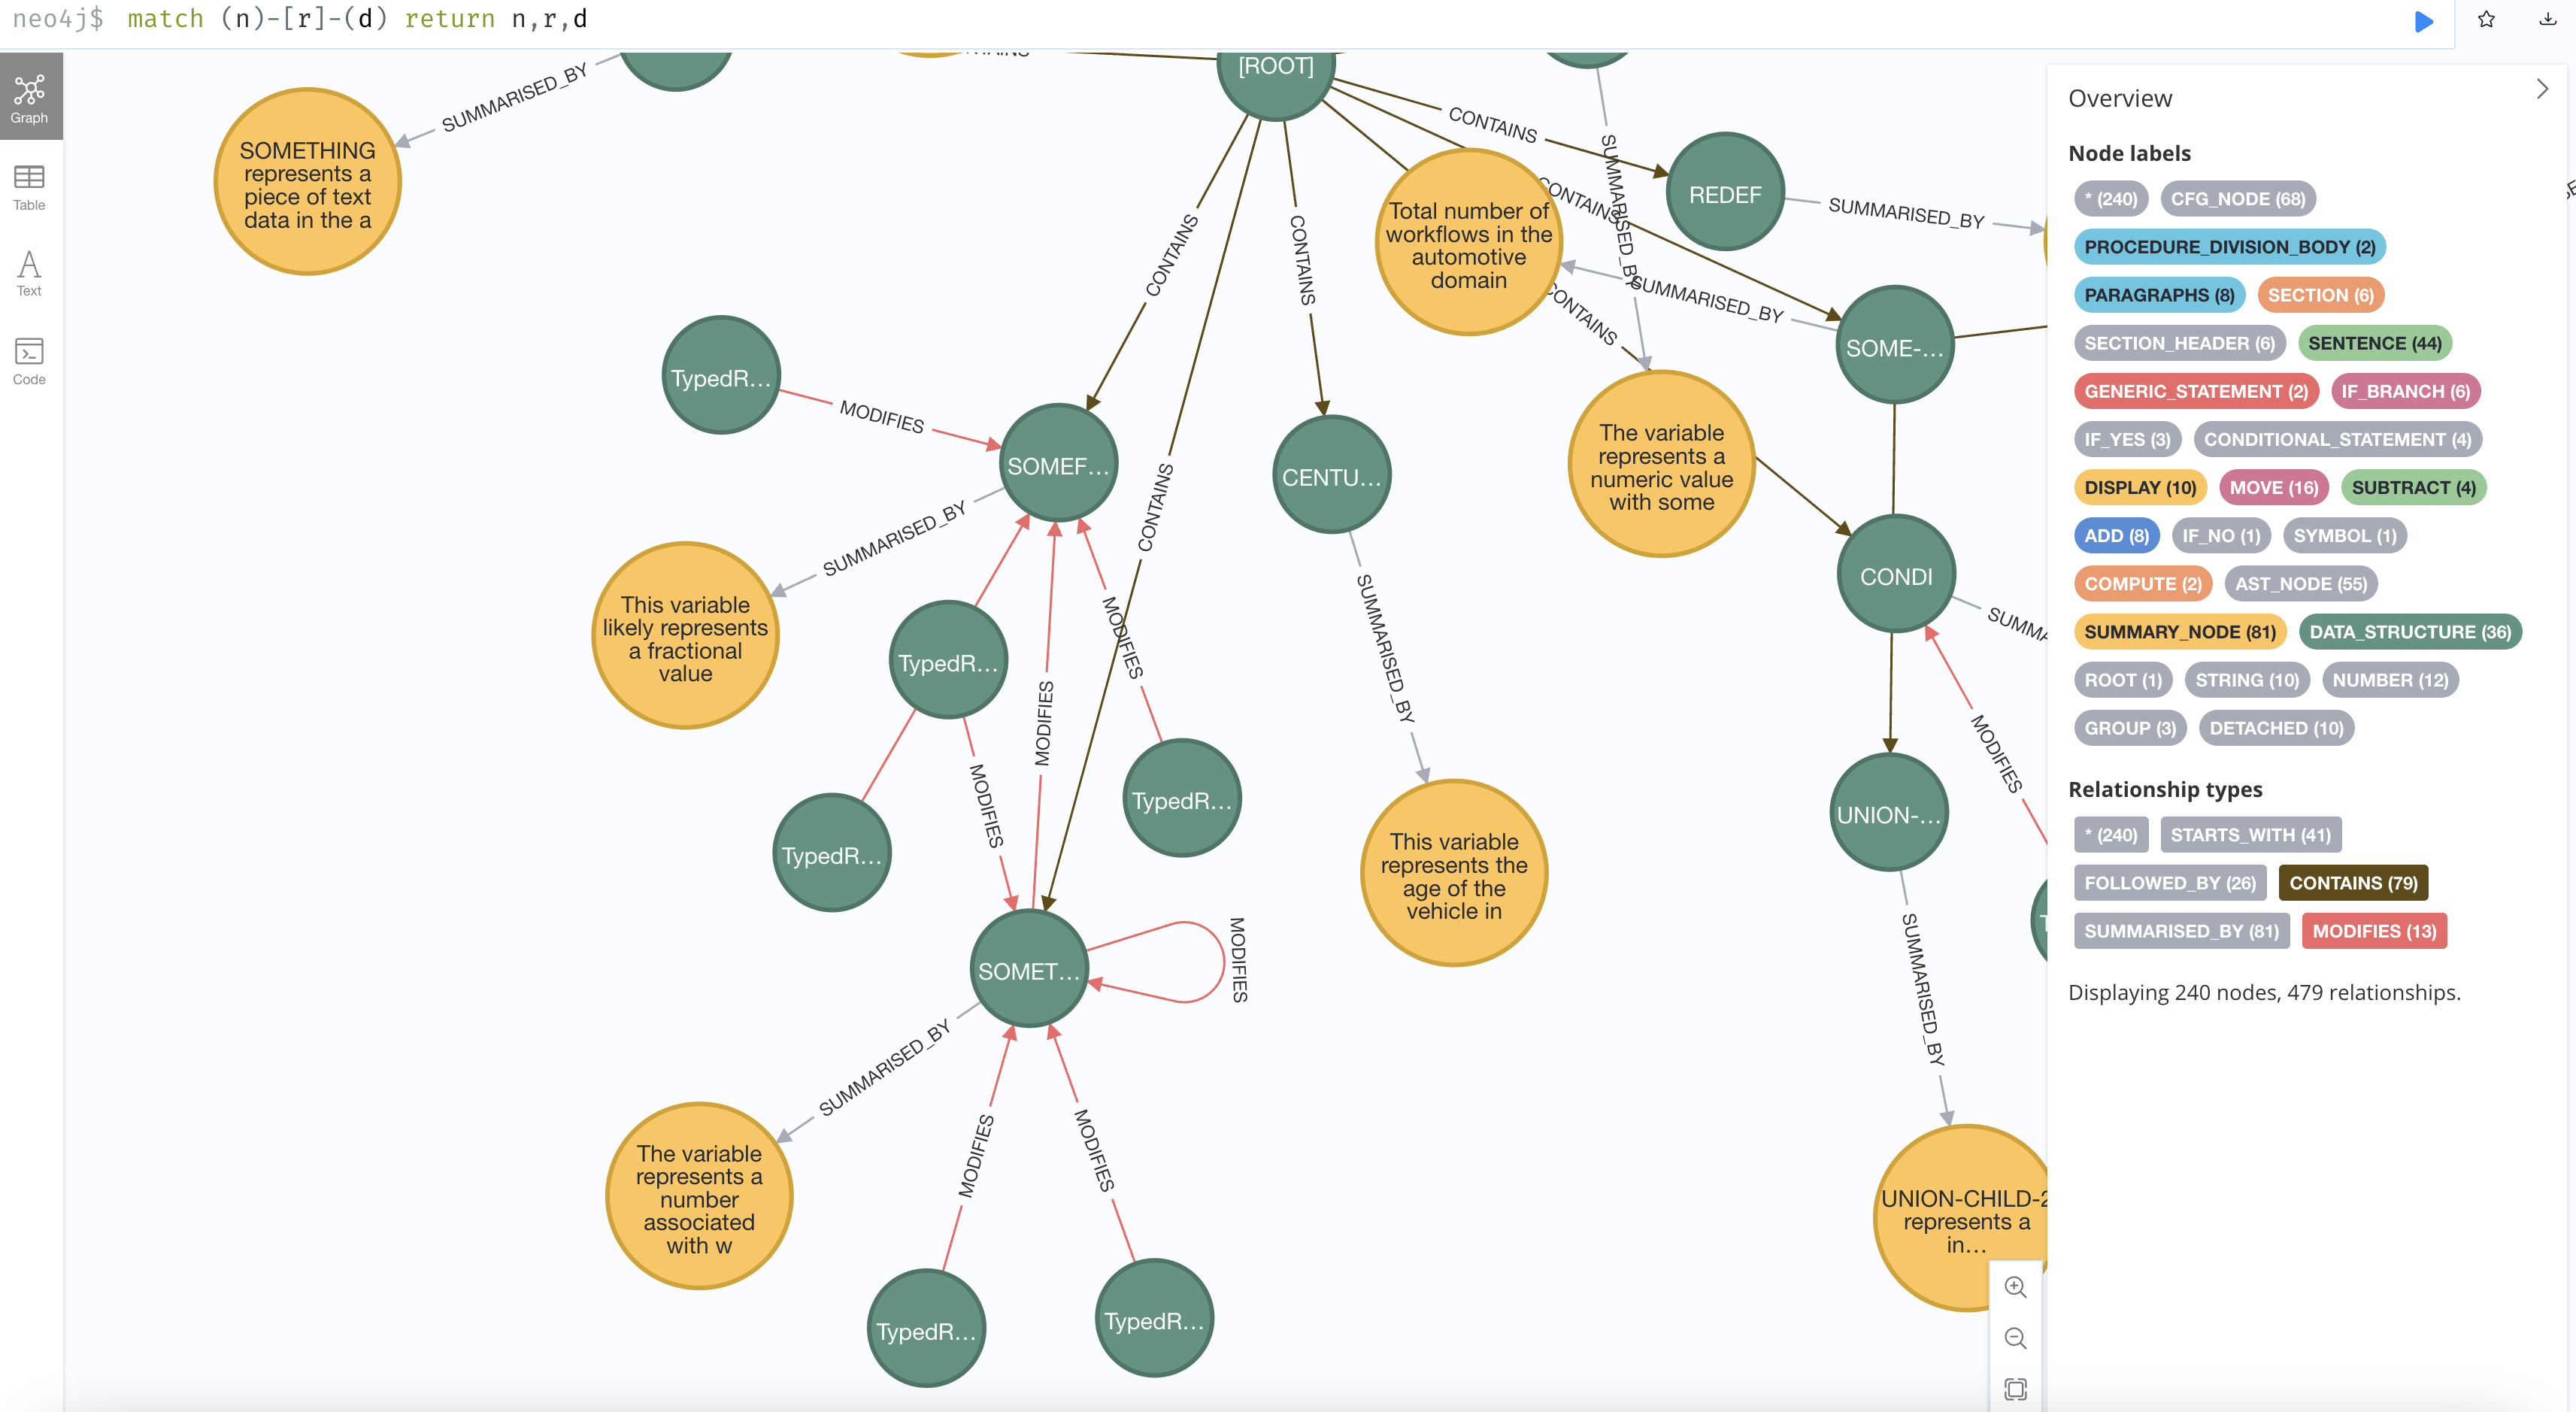 neo4j$ match (n)-[r]-(d) return n,r,d
Graph
Table
Text
Code
SUMMARISED_BY
SOMETHING
represents a
piece of text
data in the a
[ROOT]
CONTAINS
REDEF
SUMMARISED_BY
SUMMARISED_BY
Total number of
workflows in the
automotive
domain
CONTAINS
SUMMARISED_BY
CONTAINS
SOME-...
CONTAINS
CONTAINS
CONTAINS
TypedR...
MODIFIES
SOMEF...
CENTU...
The variable
represents a
numeric value
with some
SUMMARISED_BY
CONDI
This variable
likely represents
a fractional
value
TypedR...
MODIFIES
MODIFIES
MODIFIES
SUMMARISED_BY
MODIFIES
TypedR...
TypedR...
UNION-...
This variable
represents the
age of the
vehicle in
SOMET...
MODIFIES
SUMMARISED_BY
SUMMARISED_BY
The variable
represents a
number
associated
with w
MODIFIES
MODIFIES
UNION-CHILD-2
represents a
in...
TypedR...
TypedR...
Overview
Node labels
* (240) CFG_NODE (68)
PROCEDURE_DIVISION_BODY (2)
PARAGRAPHS (8) SECTION (6)
SECTION_HEADER (6) SENTENCE (44)
GENERIC_STATEMENT (2) IF_BRANCH (6)
IF_YES (3) CONDITIONAL_STATEMENT (4)
DISPLAY (10) MOVE (16) SUBTRACT (4)
ADD (8) IF_NO (1) SYMBOL (1)
COMPUTE (2) AST_NODE (55)
SUMMARY_NODE (81) DATA_STRUCTURE (36)
ROOT (1) STRING (10) NUMBER (12)
GROUP (3) DETACHED (10)
Relationship types
* (240) STARTS_WITH (41)
FOLLOWED_BY (26) CONTAINS (79)
SUMMARISED_BY (81) MODIFIES (13)
Displaying 240 nodes, 479 relationships.